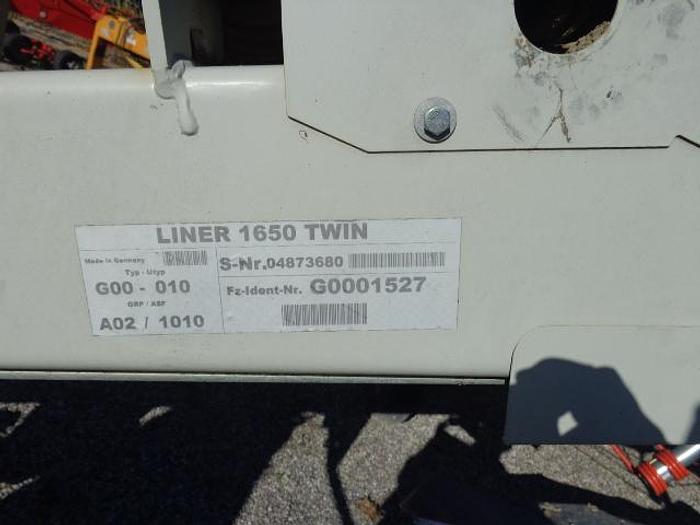 LINER 1650 TWIN
Made in Germany
Typ - Utyp
G00 - 010
GRP / ASF
A02 / 1010
S-Nr. 04873680
Fz-Ident-Nr. G0001527